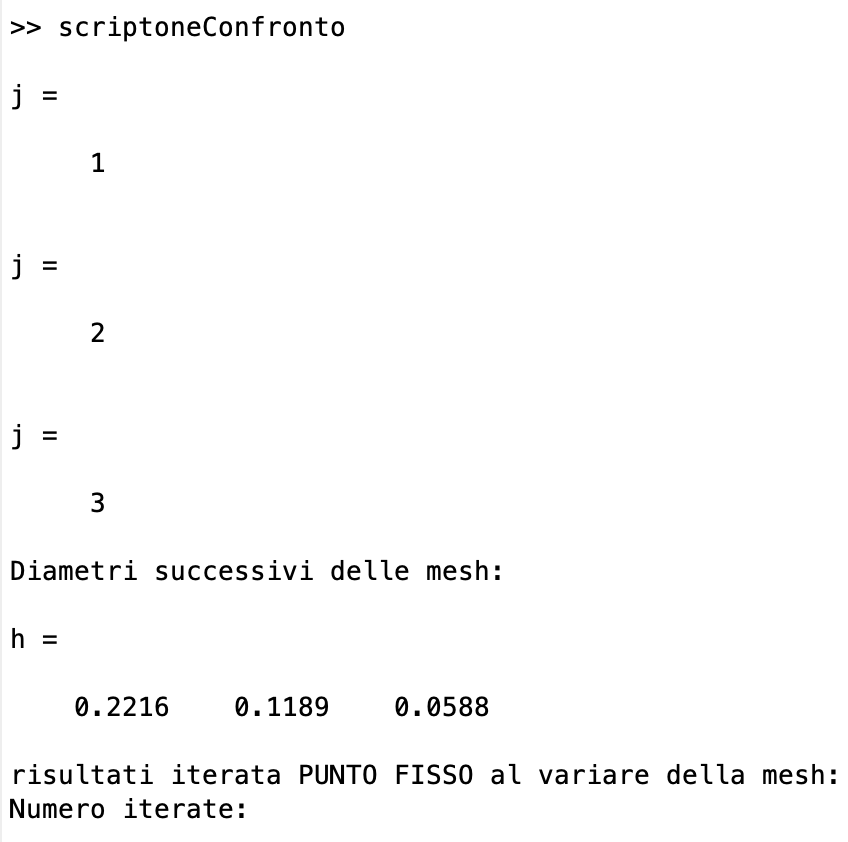 >> scriptoneConfronto
j =
1
j =
2
j =
3
Diametri successivi delle mesh:
h =
0.2216    0.1189    0.0588
risultati iterata PUNTO FISSO al variare della mesh:
Numero iterate: